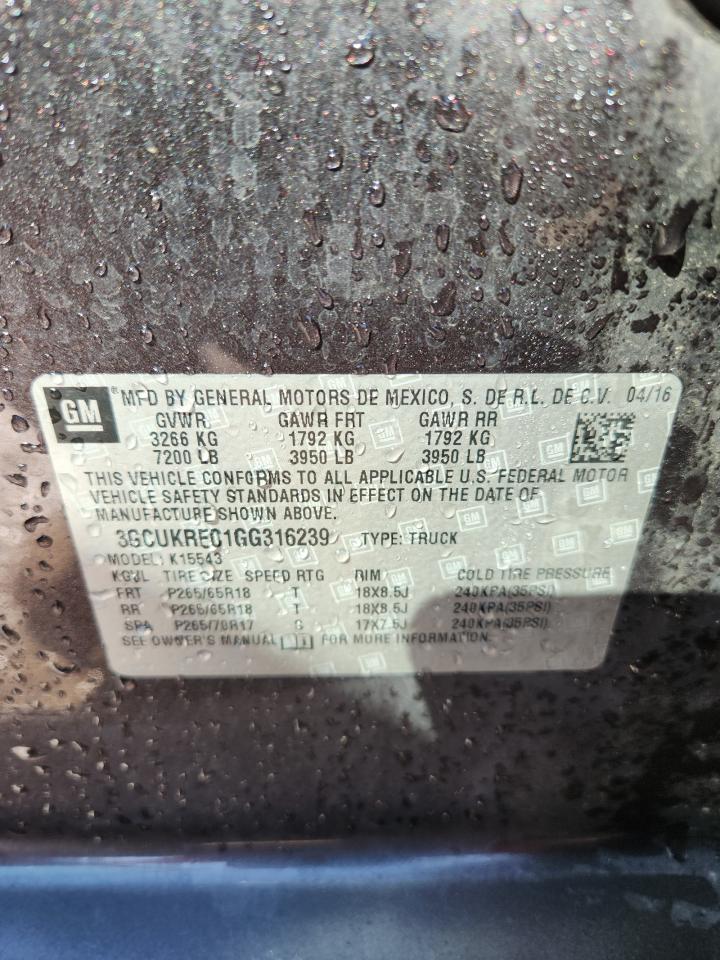 GM ® MFD BY GENERAL MOTORS DE MEXICO, S. DE R.L. DE C.V. 04/16
GVWR GAWR FRT GAWR RR
3266 KG 1792 KG 1792 KG
7200 LB 3950 LB 3950 LB
THIS VEHICLE CONFORMS TO ALL APPLICABLE U.S. FEDERAL MOTOR
VEHICLE SAFETY STANDARDS IN EFFECT ON THE DATE OF
MANUFACTURE SHOWN ABOVE.
3GCUKREC1GG316239 TYPE: TRUCK
MODEL: K15543
TIRE SIZE SPEED RTG RIM COLD TIRE PRESSURE
FRT P265/65R18 T 18X8.5J 240KPA(35PSI)
RR P265/65R18 T 18X8.5J 240KPA(35PSI)
SPA P265/70R17 S 17X7.5J 240KPA(35PSI)
SEE OWNER'S MANUAL FOR MORE INFORMATION.